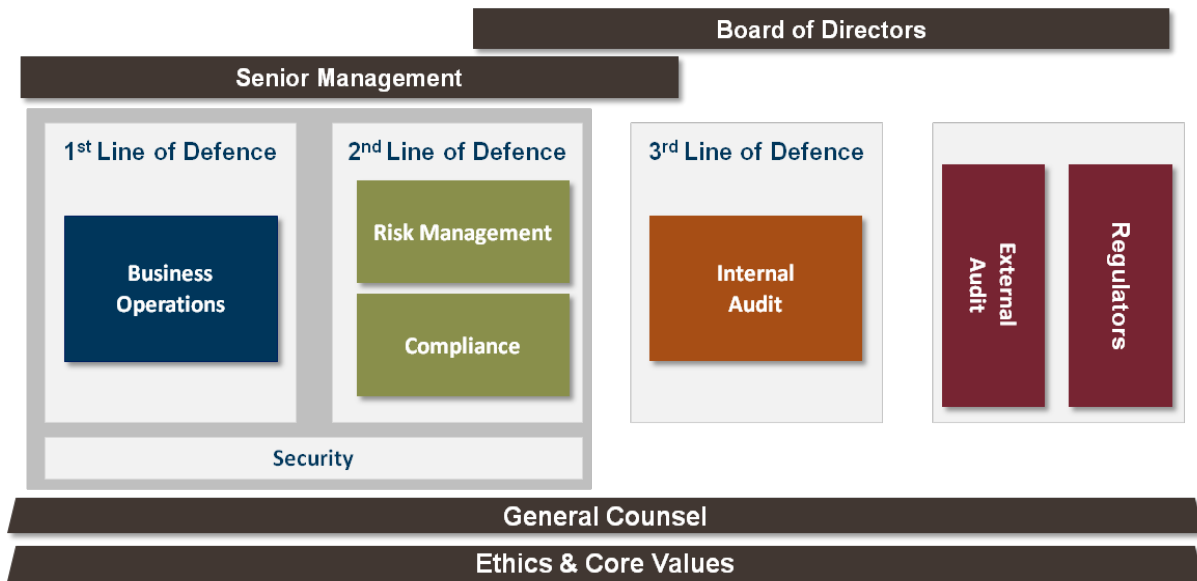 Board of Directors
Senior Management
1st Line of Defence
2nd Line of Defence
3rd Line of Defence
Business
Operations
Risk Management
Compliance
Internal
Audit
External
Audit
Regulators
Security
General Counsel
Ethics & Core Values